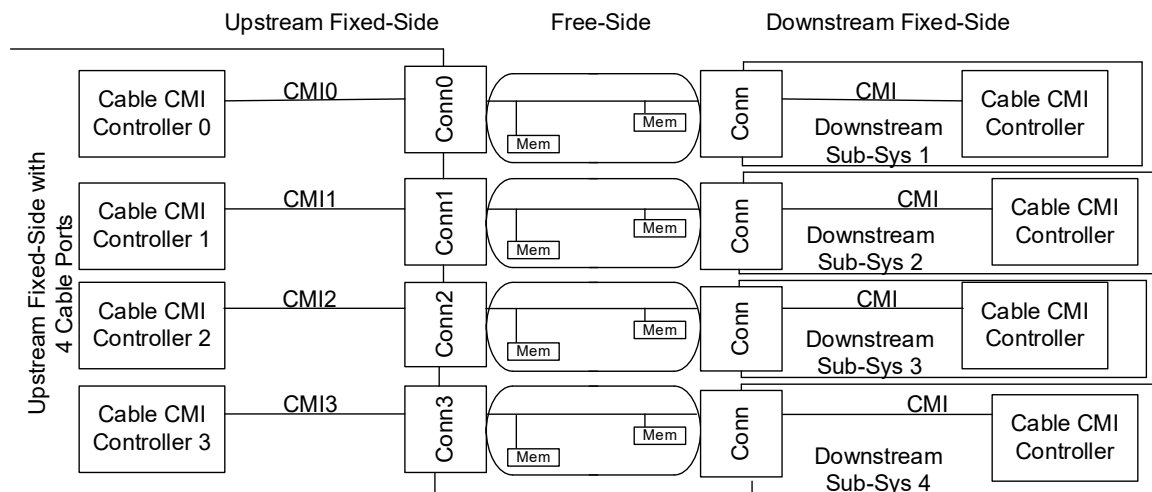 Upstream Fixed-Side
Free-Side
Downstream Fixed-Side
Upstream Fixed-Side with
4 Cable Ports
Cable CMI
Controller 0
CMI0
Conn0
Mem
Mem
Conn
CMI
Downstream
Sub-Sys 1
Cable CMI
Controller
Cable CMI
Controller 1
CMI1
Conn1
Mem
Mem
Conn
CMI
Downstream
Sub-Sys 2
Cable CMI
Controller
Cable CMI
Controller 2
CMI2
Conn2
Mem
Mem
Conn
CMI
Downstream
Sub-Sys 3
Cable CMI
Controller
Cable CMI
Controller 3
CMI3
Conn3
Mem
Mem
Conn
CMI
Downstream
Sub-Sys 4
Cable CMI
Controller